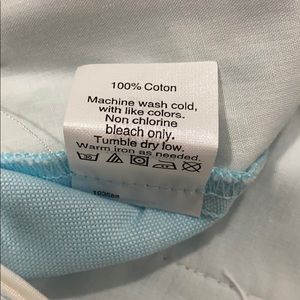 100% Coton
Machine wash cold,
with like colors.
Non chlorine
bleach only.
Tumble dry low.
Warm iron as needed.